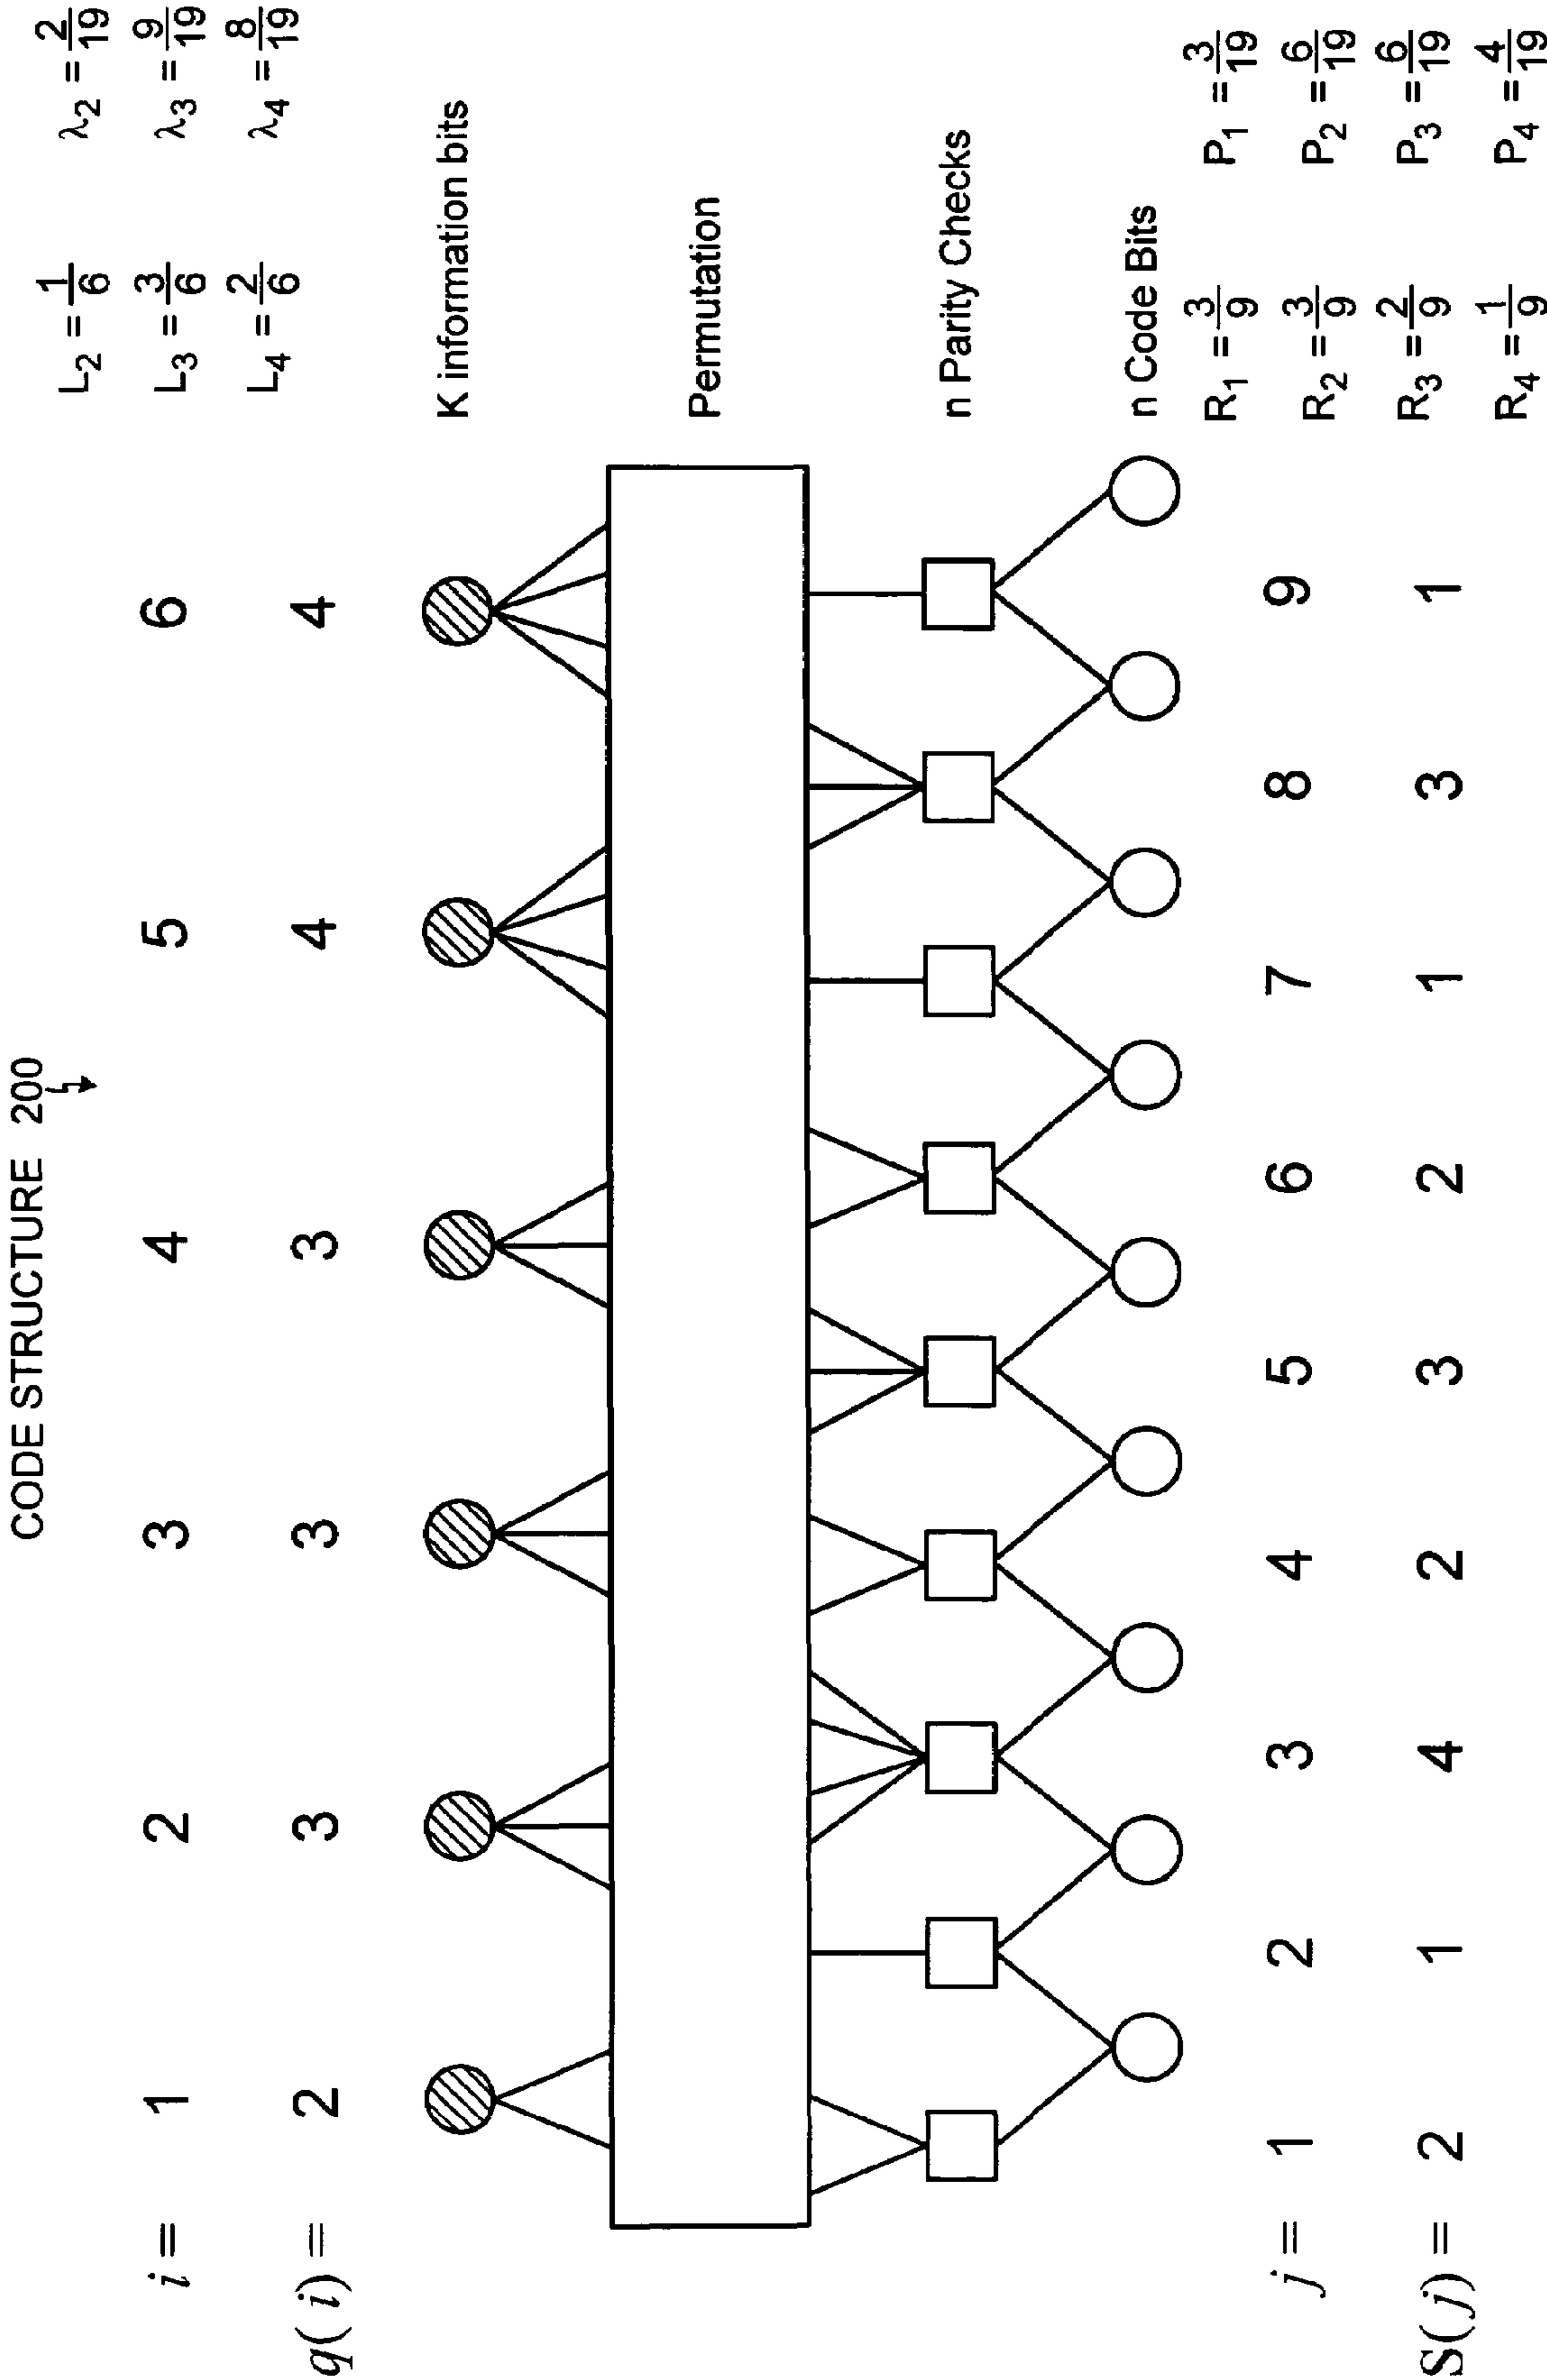 CODE STRUCTURE 200
L2 = 1/6 λ2 = 2/19
i = 1 2 3 4 5 6 L3 = 3/6 λ3 = 9/19
q(i) = 2 3 3 3 4 4 L4 = 2/6 λ4 = 8/19
K information bits
Permutation
n Parity Checks
n Code Bits
R1 = 3/9 P1 = 3/19
j = 1 2 3 4 5 6 7 8 9 R2 = 3/9 P2 = 6/19
S(j) = 2 1 4 2 3 2 1 3 1 R3 = 2/9 P3 = 6/19
R4 = 1/9 P4 = 4/19